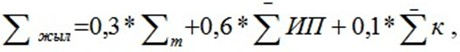 ∑ жыл=0,3*∑т+0,6*∑̄ ИП + 0,1*∑̄ к ,